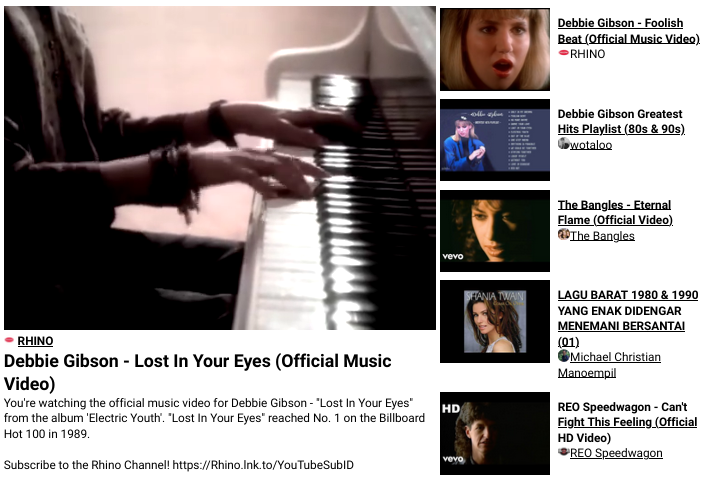 RHINO
Debbie Gibson - Lost In Your Eyes (Official Music
Video)
You're watching the official music video for Debbie Gibson - "Lost In Your Eyes"
from the album 'Electric Youth'. "Lost In Your Eyes" reached No. 1 on the Billboard
Hot 100 in 1989.
Subscribe to the Rhino Channel! https://Rhino.lnk.to/YouTubeSubID
Debbie Gibson - Foolish
Beat (Official Music Video)
RHINO
Debbie Gibson
Debbie Gibson Greatest
Hits Playlist (80s & 90s)
wotaloo
vevo
The Bangles - Eternal
Flame (Official Video)
The Bangles
SHANIA TWAIN
LAGU BARAT 1980 & 1990
YANG ENAK DIDENGAR
MENEMANI BERSANTAI
(01)
Michael Christian
Manoempil
HD
vevo
REO Speedwagon - Can't
Fight This Feeling (Official
HD Video)
REO Speedwagon